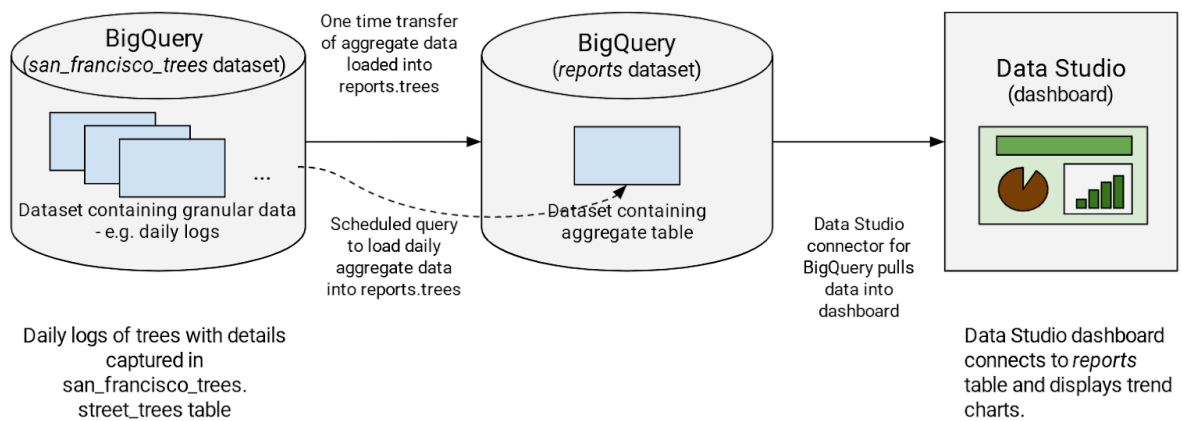 BigQuery
(san_francisco_trees dataset)
...
Dataset containing granular data
- e.g. daily logs
One time transfer
of aggregate data
loaded into
reports.trees
Scheduled query
to load daily
aggregate data
into reports.trees
BigQuery
(reports dataset)
Dataset containing
aggregate table
Data Studio
connector for
BigQuery pulls
data into
dashboard
Data Studio
(dashboard)
Daily logs of trees with details
captured in
san_francisco_trees.
street_trees table
Data Studio dashboard
connects to reports
table and displays trend
charts.